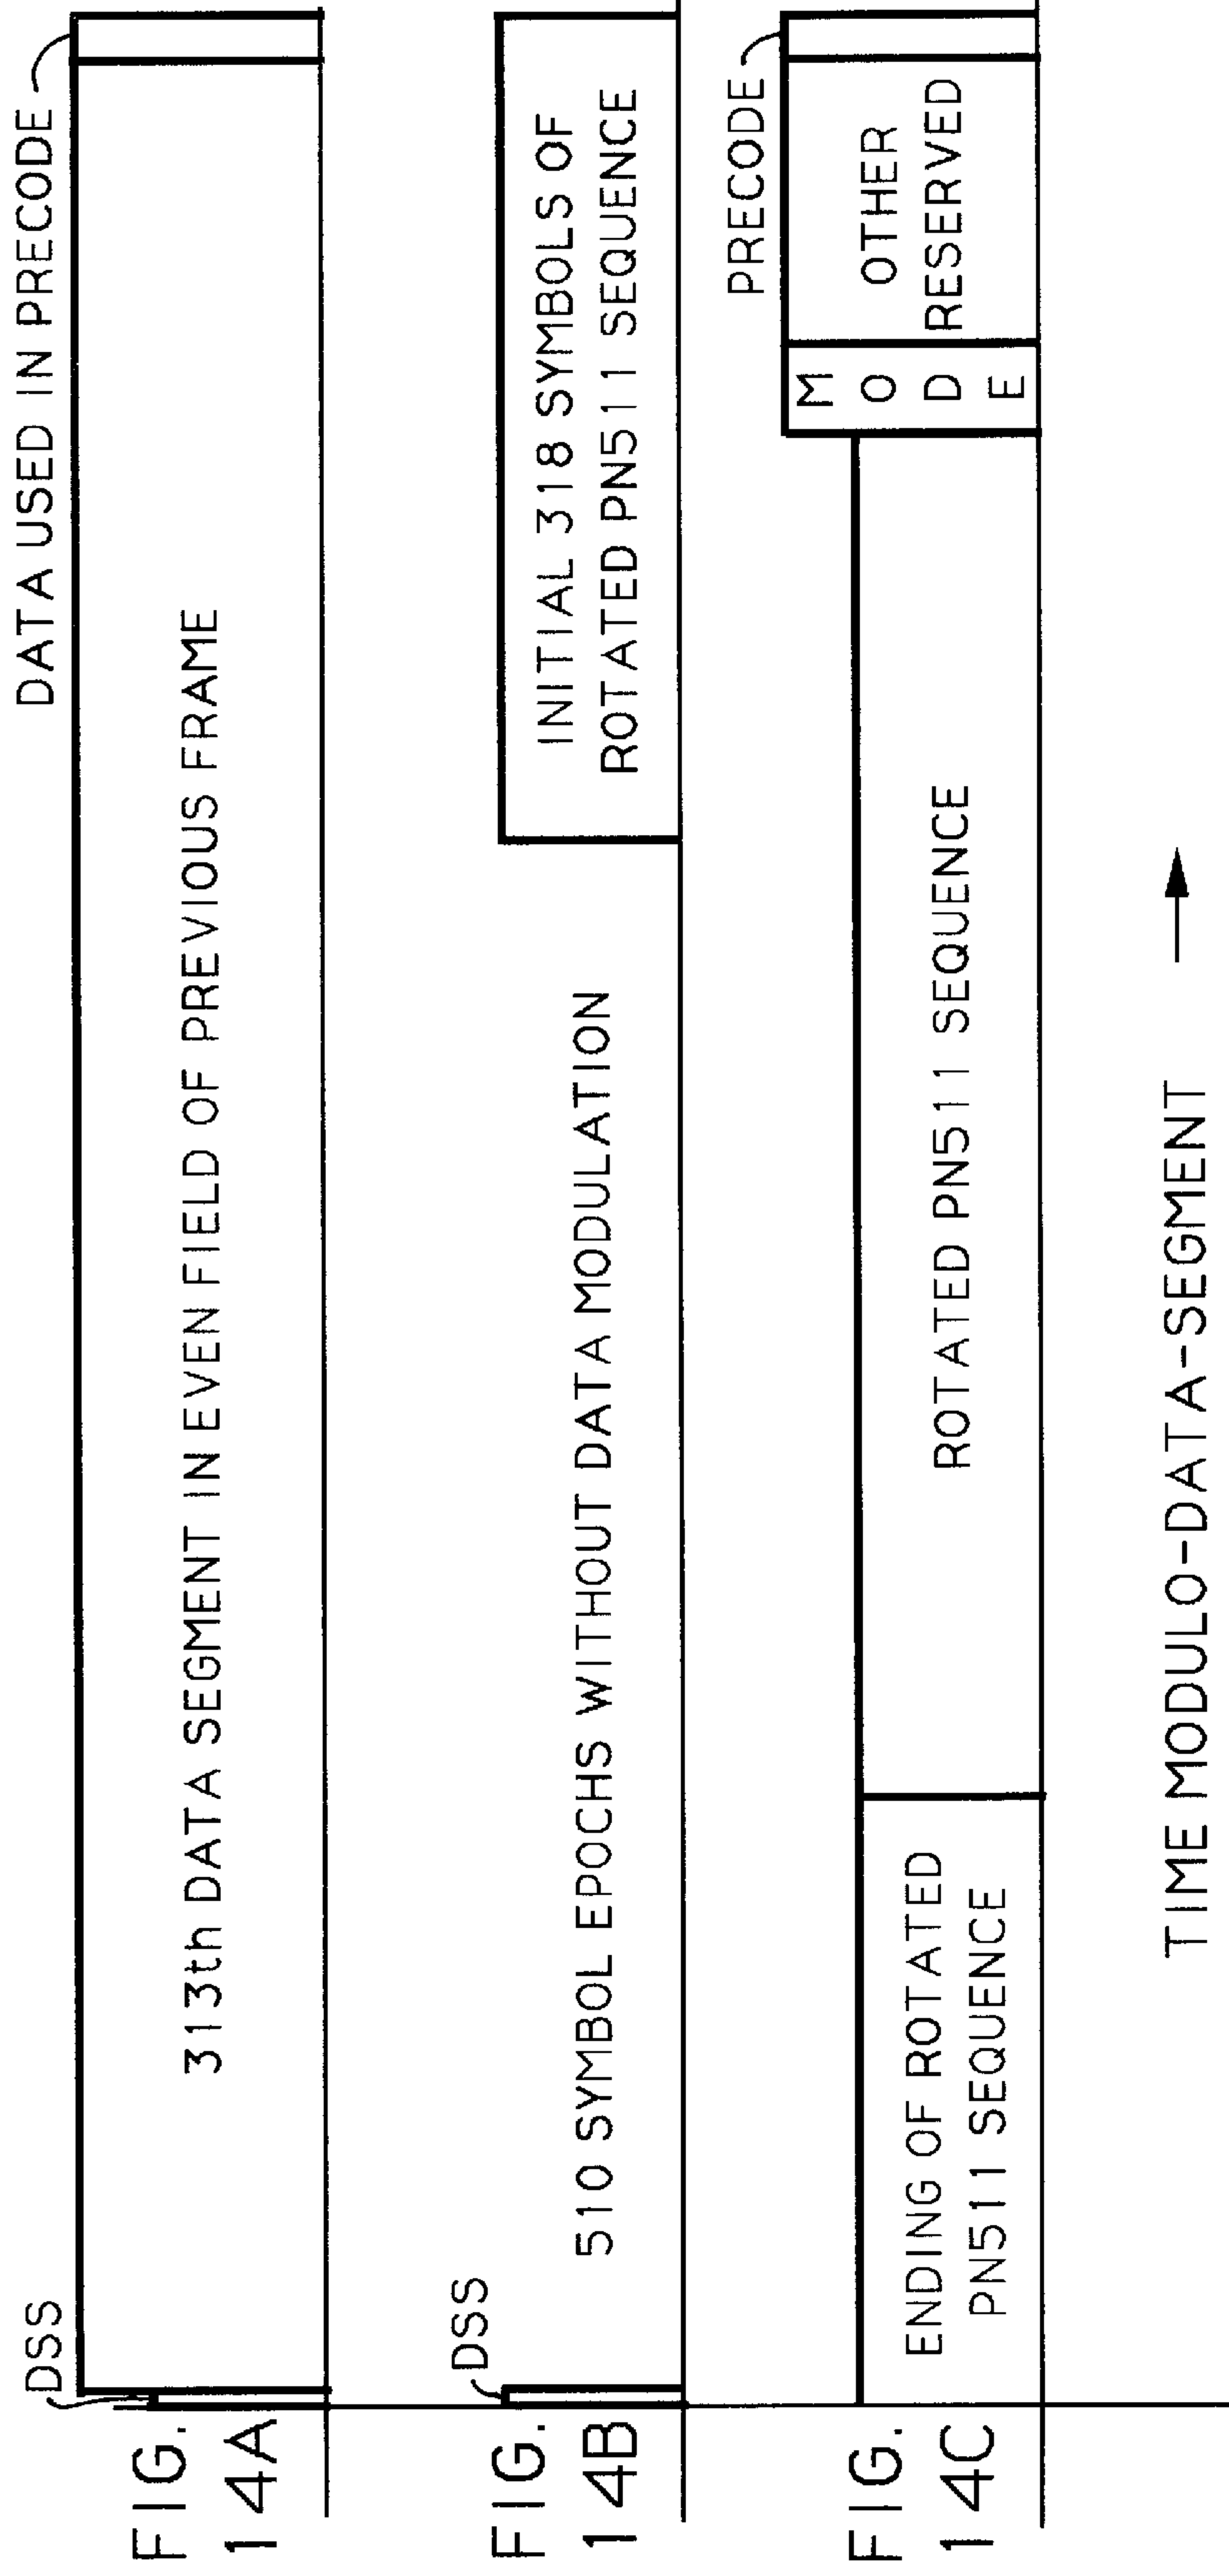 DATA USED IN PRECODE
DSS
FIG.
14A
313th DATA SEGMENT IN EVEN FIELD OF PREVIOUS FRAME
DSS
FIG.
14B
510 SYMBOL EPOCHS WITHOUT DATA MODULATION
INITIAL 318 SYMBOLS OF
ROTATED PN511 SEQUENCE
PRECODE
FIG.
14C
ENDING OF ROTATED
PN511 SEQUENCE
ROTATED PN511 SEQUENCE
M
O
D
E
OTHER
RESERVED
TIME MODULO-DATA-SEGMENT